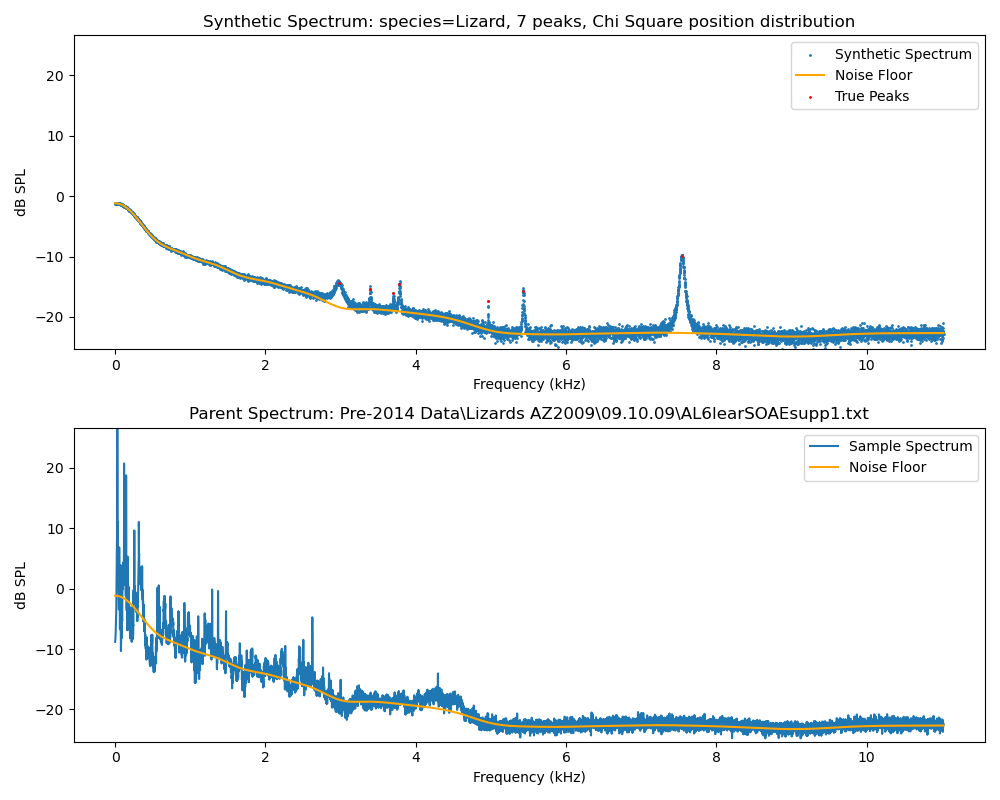 Synthetic Spectrum: species=Lizard, 7 peaks, Chi Square position distribution
Synthetic Spectrum
Noise Floor
True Peaks
20
10
0
−10
−20
dB SPL
0 2 4 6 8 10
Frequency (kHz)
Parent Spectrum: Pre-2014 Data\Lizards AZ2009\09.10.09\AL6learSOAEsupp1.txt
Sample Spectrum
Noise Floor
20
10
0
−10
−20
dB SPL
0 2 4 6 8 10
Frequency (kHz)